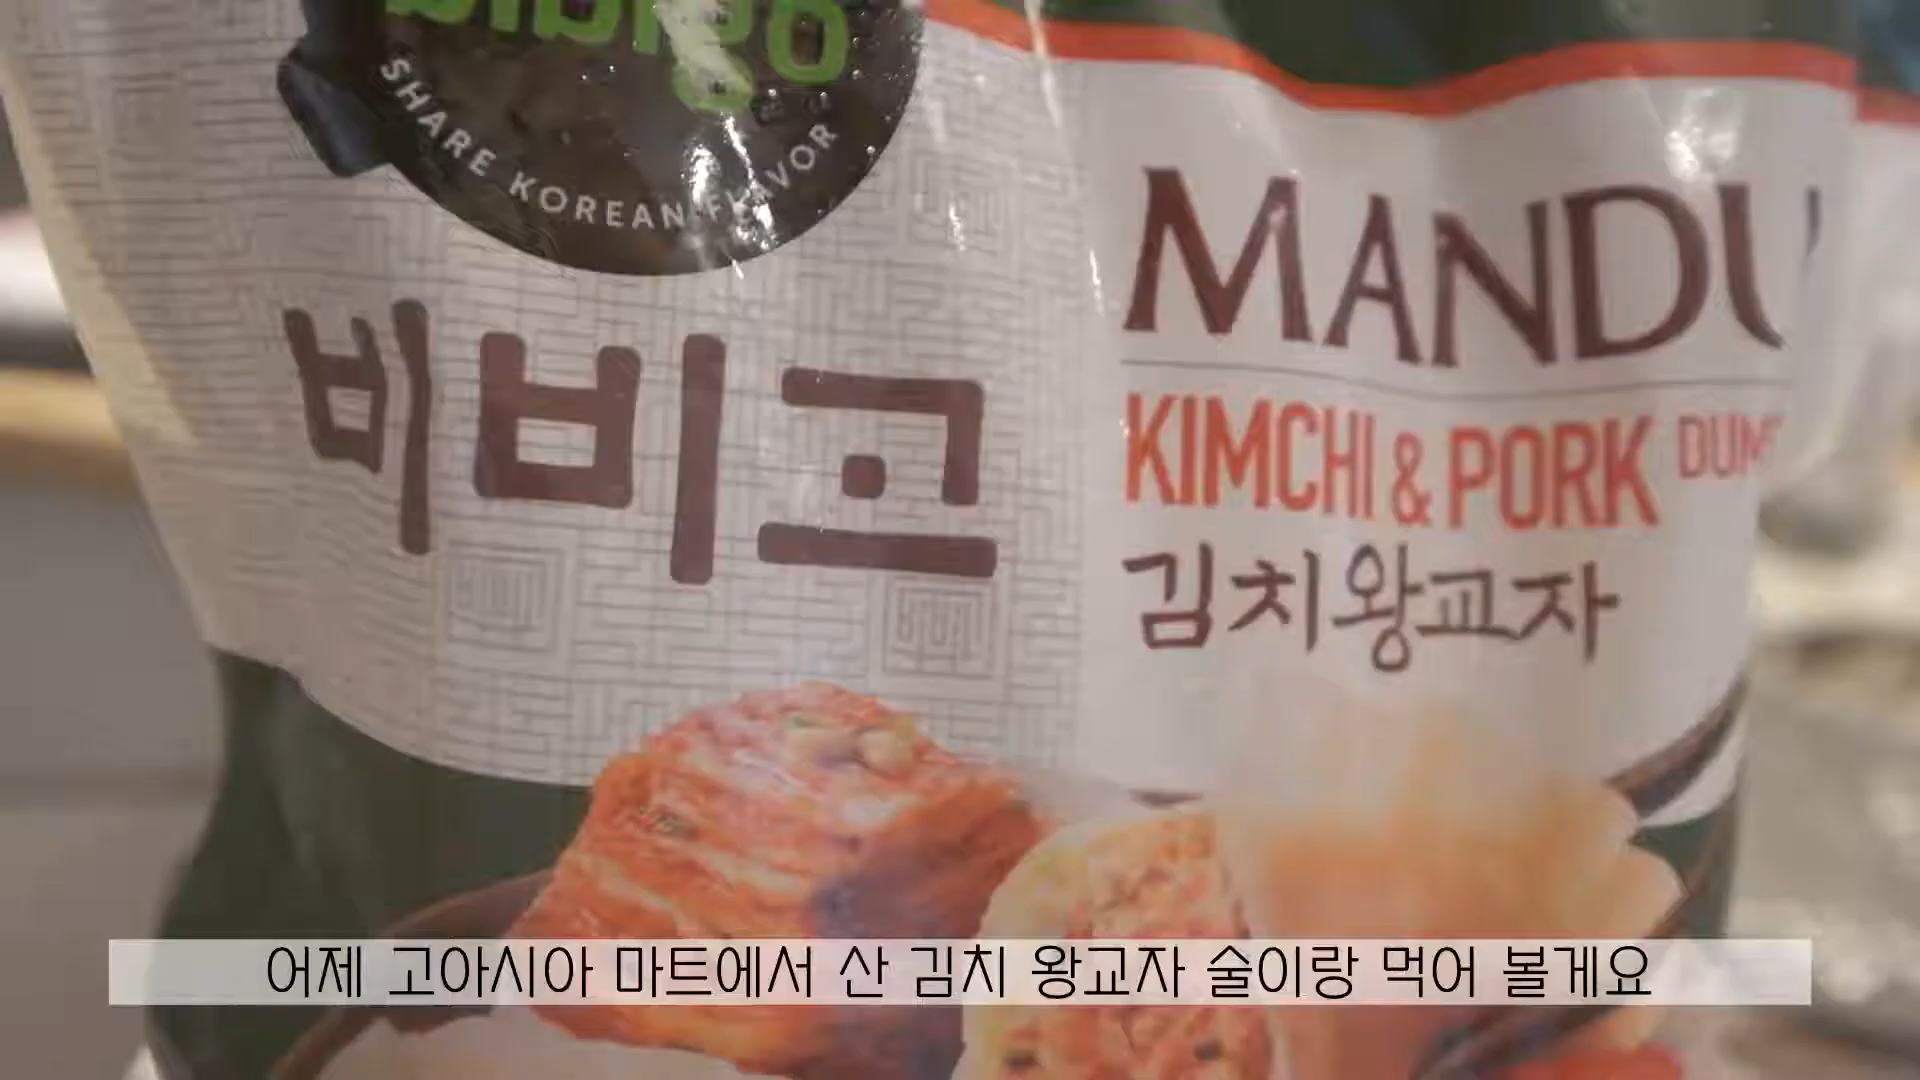 bibigo
SHARE KOREAN FLAVOR
비비고
MANDU
KIMCHI & PORK
김치왕교자
어제 고아시아 마트에서 산 김치 왕교자 술이랑 먹어 볼게요